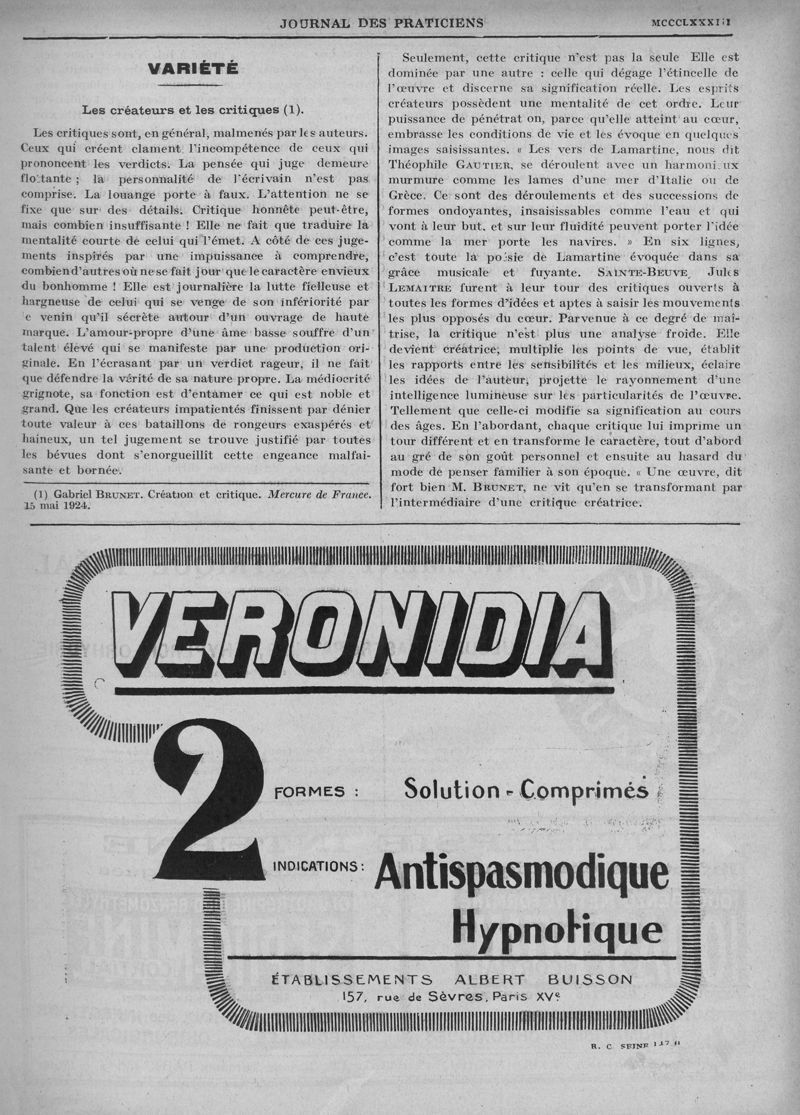 JOURNAL DES PRATICIENS
VARIÉTÉ
Les créateurs et les critiques (1).
Les critiques sont, en général, malmenés par les auteurs.
Ceux qui créent clament l'incompétence de ceux qui
prononcent les verdicts. La pensée qui juge demeure
flottante ; la personnalité de l'écrivain n'est pas
comprise. La louange porte à faux. L'attention ne se
fixe que sur des détails. Critique honnête peut-être,
mais combien insuffisante ! Elle ne fait que traduire la
mentalité courte de celui qui l'émet. A côté de ces juge-
ments inspirés par une impuissance à comprendre,
combien d'autres où ne se fait jour que le caractère envieux
du bonhomme ! Elle est journalière la lutte fielleuse et
hargneuse de celui qui se venge de son infériorité par
e venin qu'il sécrète autour d'un ouvrage de haute
marque. L'amour-propre d'une âme basse souffre d'un
talent élevé qui se manifeste par une production ori-
ginale. En l'écrasant par un verdict rageur, il ne fait
que défendre la vérité de sa nature propre. La médiocrité
grignote, sa fonction est d'entamer ce qui est noble et
grand. Que les créateurs impatientés finissent par dénier
toute valeur à ces bataillons de rongeurs exaspérés et
haineux, un tel jugement se trouve justifié par toutes
les bévues dont s'enorgueillît cette engeance malfai-
sante et bornée.
(1) Gabriel BRUNET. Création et critique. Mercure de France.
15 mai 1924.
Seulement, cette critique n'est pas la seule Elle est
dominée par une autre : celle qui dégage l'étincelle de
l'œuvre et discerne sa signification réelle. Les esprits
créateurs possèdent une mentalité de cet ordre. Leur
puissance de pénétrat on, parce qu'elle atteint au cœur,
embrasse les conditions de vie et les évoque en quelques
images saisissantes. « Les vers de Lamartine, nous dit
Théophile GAUTIER, se déroulent avec un harmoni ux
murmure comme les lames d'une mer d'Italie ou de
Grèce. Ce sont des déroulements et des successions de
formes ondoyantes, insaisissables comme l'eau et qui
vont à leur but, et sur leur fluidité peuvent porter l'idée
comme la mer porte les navires. » En six lignes,
c'est toute la poésie de Lamartine évoquée dans sa
grâce musicale et fuyante. SAINTE-BEUVE, Jules
LEMAITRE furent à leur tour des critiques ouverts à
toutes les formes d'idées et aptes à saisir les mouvements
les plus opposés du cœur. Parvenue à ce degré de maî-
trise, la critique n'est plus une analyse froide. Elle
devient créatrice, multiplie les points de vue, établit
les rapports entre les sensibilités et les milieux, éclaire
les idées de l'auteur, projette le rayonnement d'une
intelligence lumineuse sur les particularités de l'œuvre.
Tellement que celle-ci modifie sa signification au cours
des âges. En l'abordant, chaque critique lui imprime un
tour différent et en transforme le caractère, tout d'abord
au gré de son goût personnel et ensuite au hasard du
mode de penser familier à son époque. « Une œuvre, dit
fort bien M. BRUNET, ne vit qu'en se transformant par
l'intermédiaire d'une critique créatrice.
VERONIDIA
2
FORMES : Solution - Comprimés
INDICATIONS : Antispasmodique
Hypnotique
ÉTABLISSEMENTS ALBERT BUISSON
157, rue de Sèvres, Paris XVe
R. C. SEINE